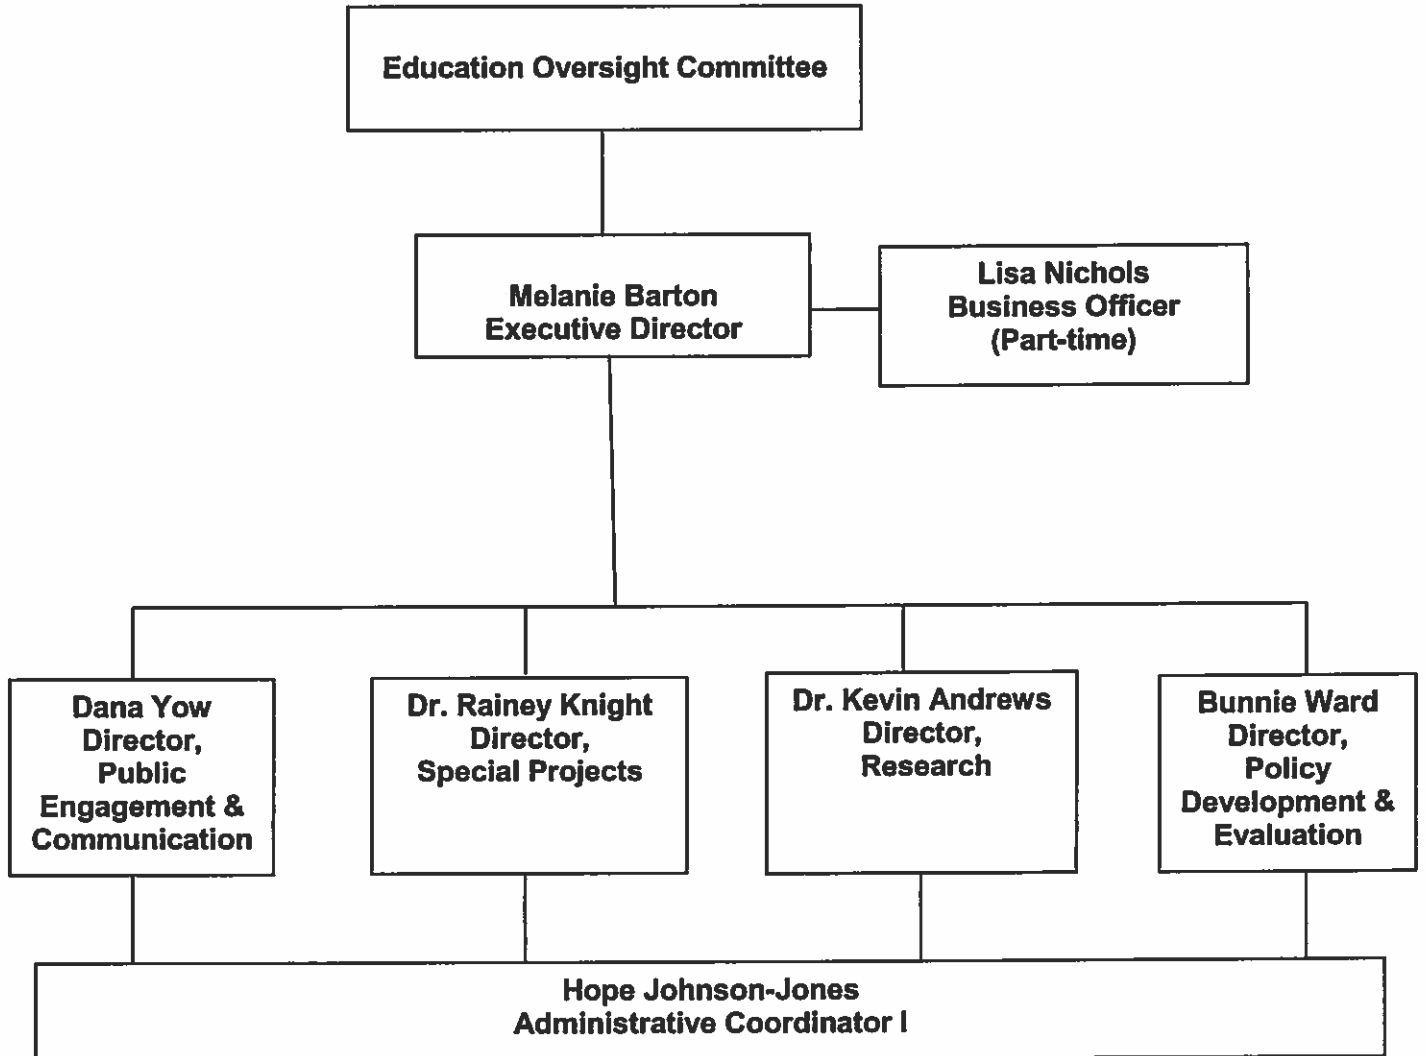 Education Oversight Committee
Melanie Barton
Executive Director
Lisa Nichols
Business Officer
(Part-time)
Dana Yow
Director,
Public
Engagement &
Communication
Dr. Rainey Knight
Director,
Special Projects
Dr. Kevin Andrews
Director,
Research
Bunnie Ward
Director,
Policy
Development &
Evaluation
Hope Johnson-Jones
Administrative Coordinator I